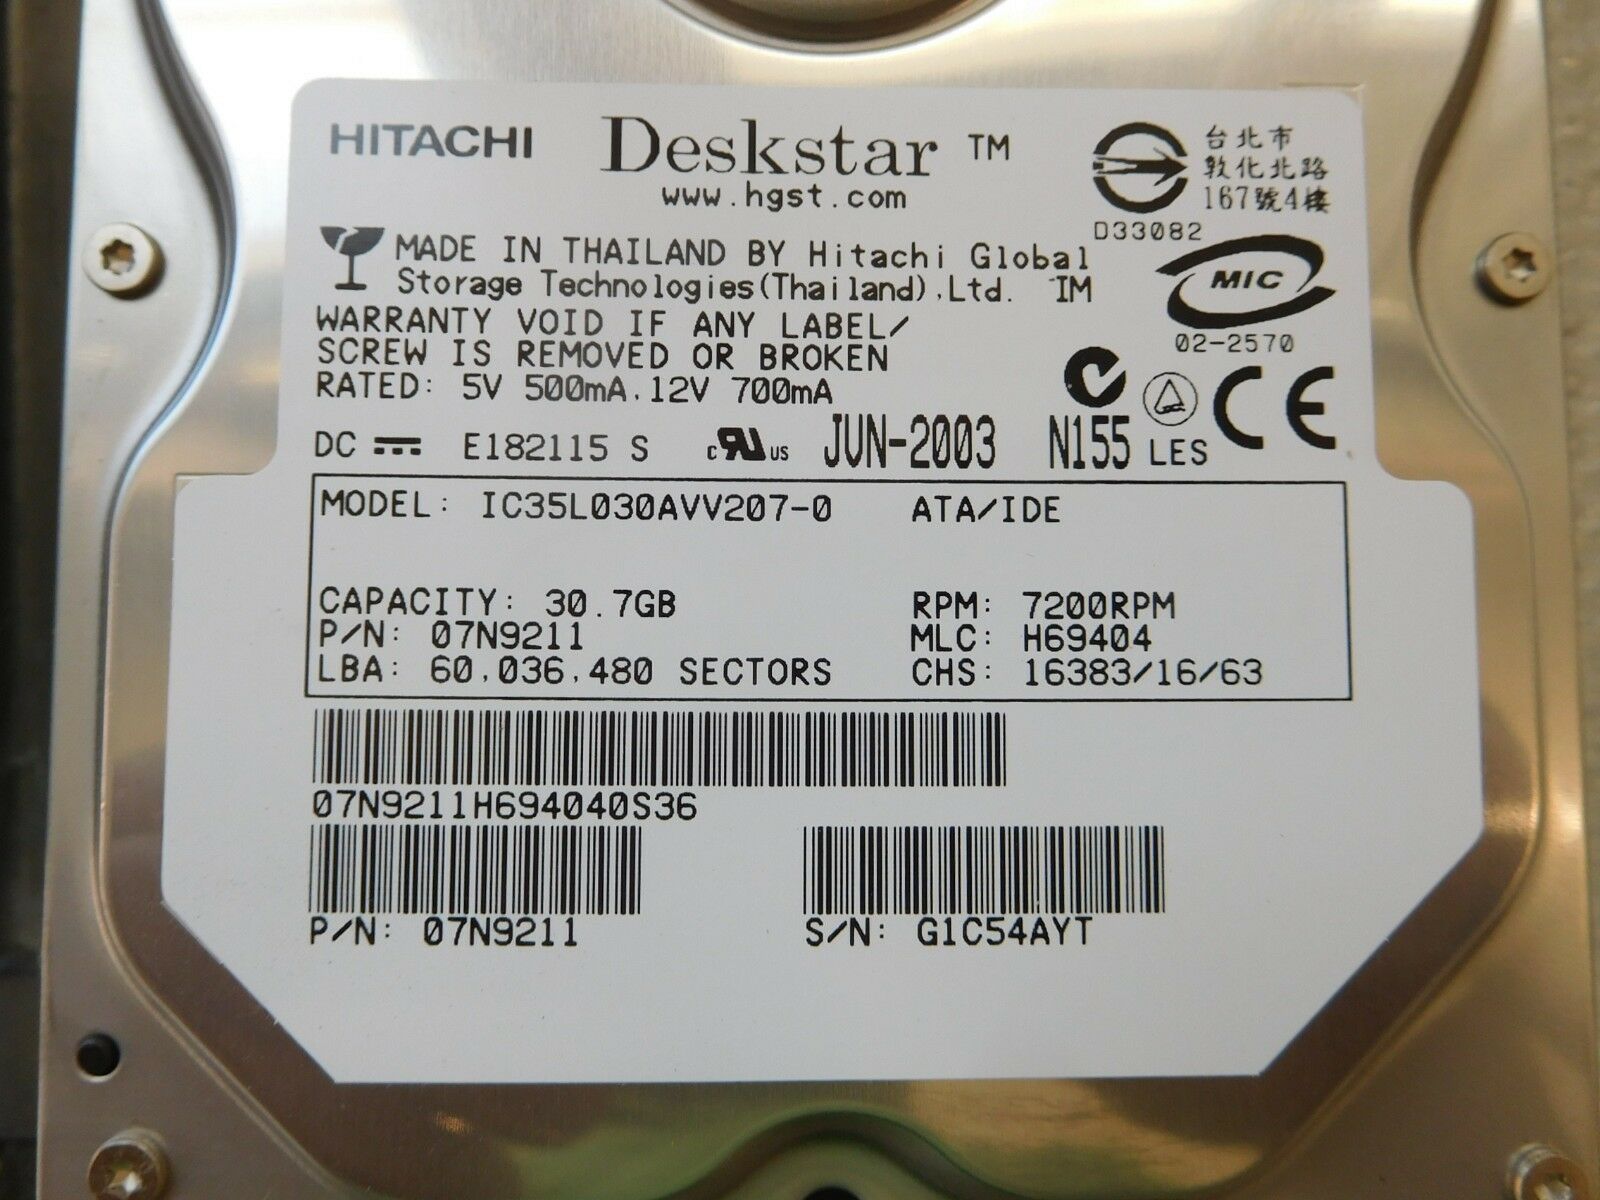 HITACHI Deskstar ™
www.hgst.com
台北市
敦化北路
167號4樓
D33082
MADE IN THAILAND BY Hitachi Global
Storage Technologies(Thailand),Ltd. IM
MIC
02-2570
WARRANTY VOID IF ANY LABEL/
SCREW IS REMOVED OR BROKEN
RATED: 5V 500mA, 12V 700mA
DC E182115 S c RU us JUN-2003 N155 LES CE
MODEL: IC35L030AVV207-0 ATA/IDE
CAPACITY: 30.7GB RPM: 7200RPM
P/N: 07N9211 MLC: H69404
LBA: 60,036,480 SECTORS CHS: 16383/16/63
07N9211H694040S36
P/N: 07N9211 S/N: G1C54AYT